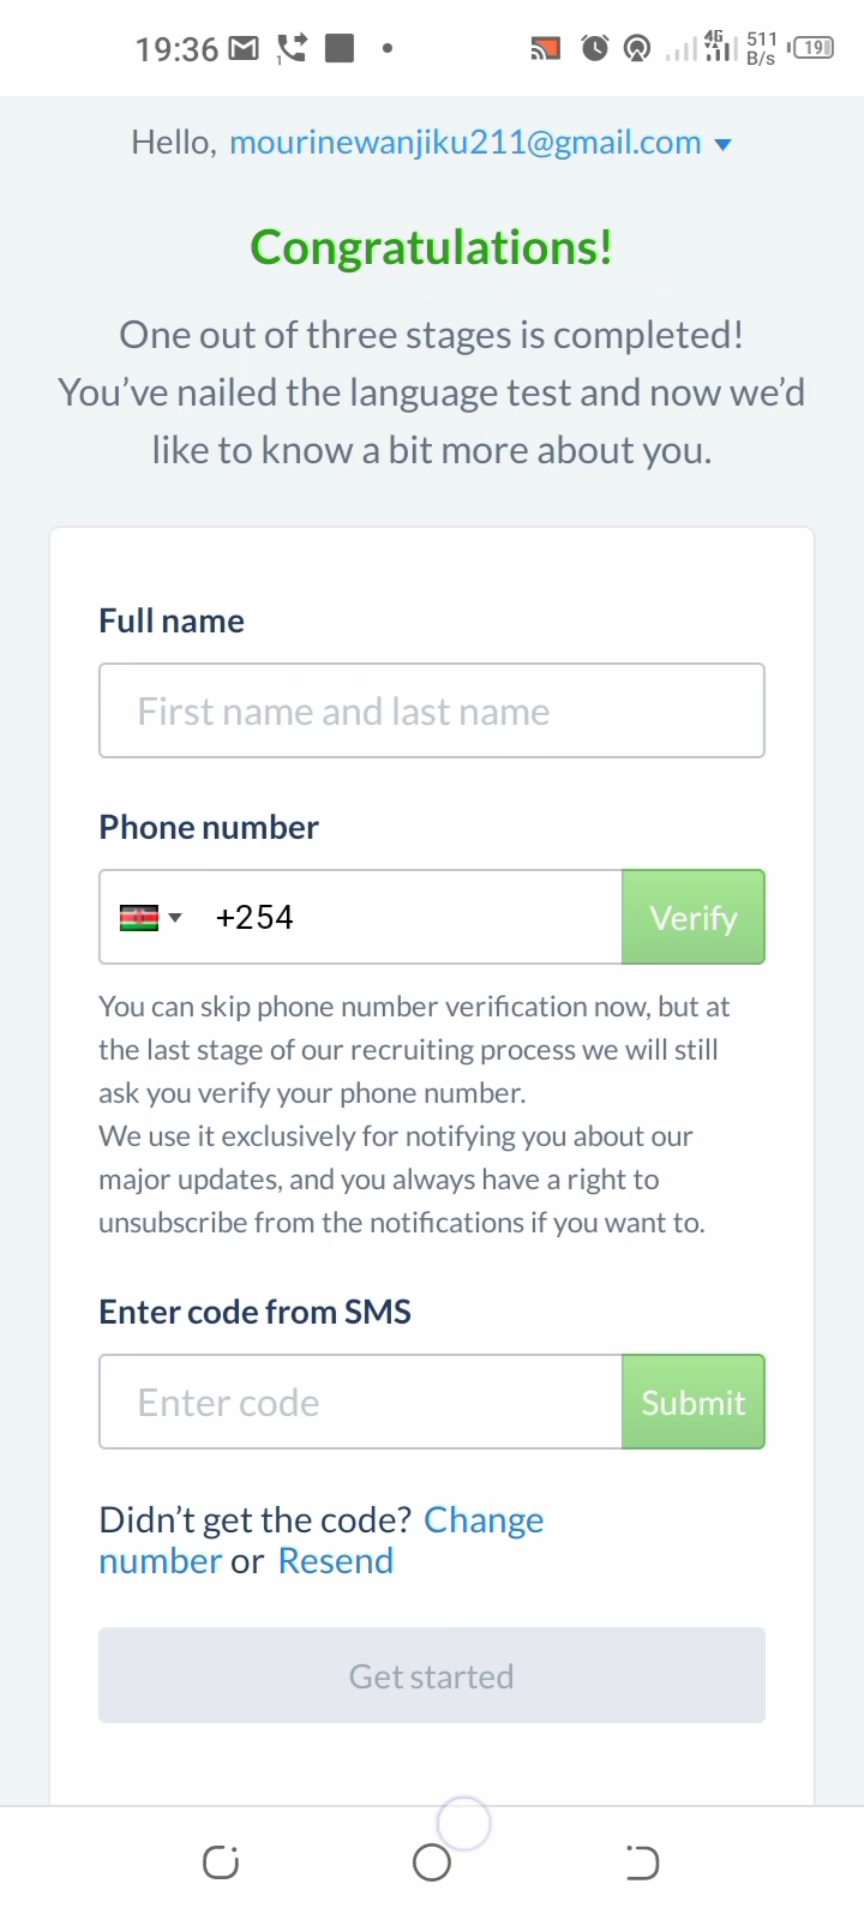 19:36
1
4G
511
B/s
19
Hello, mourinewanjiku211@gmail.com
Congratulations!
One out of three stages is completed!
You’ve nailed the language test and now we’d
like to know a bit more about you.
Full name
First name and last name
Phone number
+254
Verify
You can skip phone number verification now, but at
the last stage of our recruiting process we will still
ask you verify your phone number.
We use it exclusively for notifying you about our
major updates, and you always have a right to
unsubscribe from the notifications if you want to.
Enter code from SMS
Enter code
Submit
Didn’t get the code? Change
number or Resend
Get started